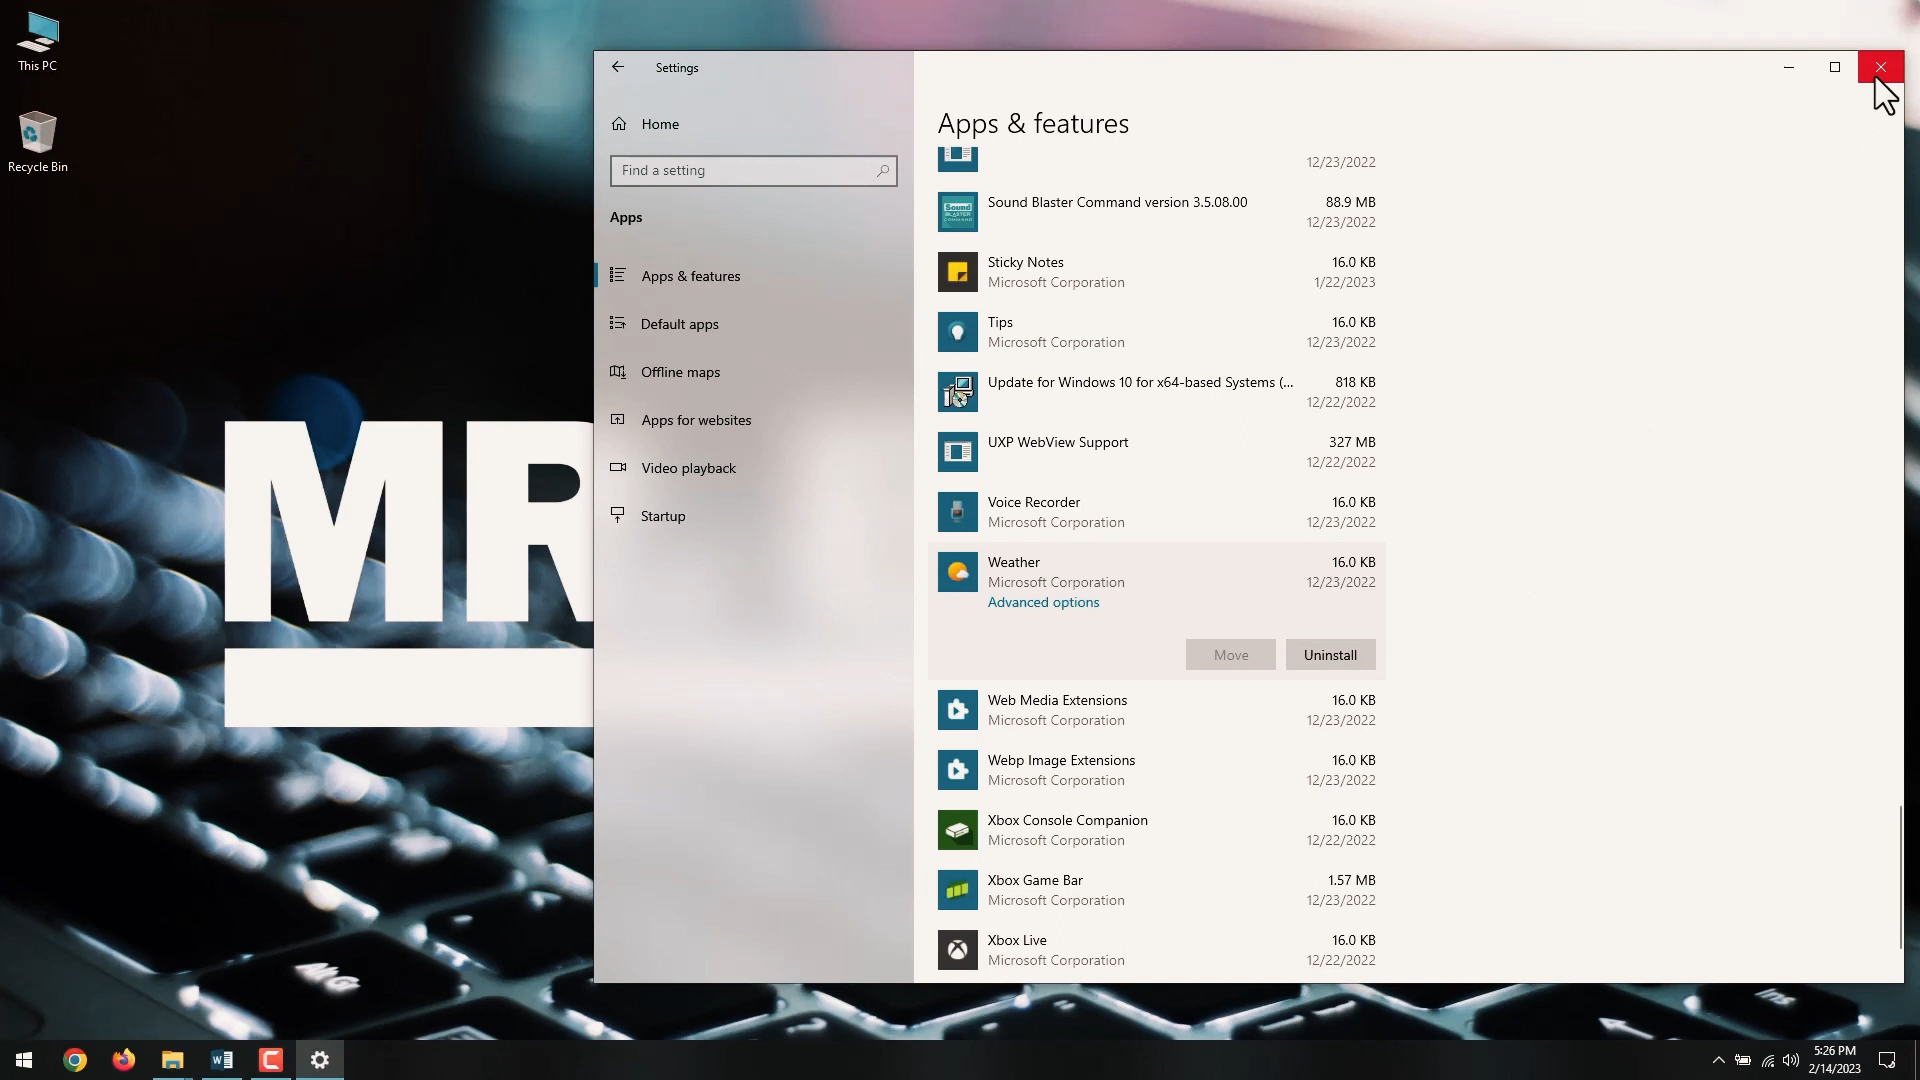 This PC
Recycle Bin
MR
Settings
Home
Find a setting
Apps
Apps & features
Default apps
Offline maps
Apps for websites
Video playback
Startup
Apps & features
12/23/2022
Sound Blaster Command version 3.5.08.00 88.9 MB
12/23/2022
Sticky Notes 16.0 KB
Microsoft Corporation 1/22/2023
Tips 16.0 KB
Microsoft Corporation 12/23/2022
Update for Windows 10 for x64-based Systems (... 818 KB
12/22/2022
UXP WebView Support 327 MB
12/22/2022
Voice Recorder 16.0 KB
Microsoft Corporation 12/23/2022
Weather 16.0 KB
Microsoft Corporation 12/23/2022
Advanced options
Move Uninstall
Web Media Extensions 16.0 KB
Microsoft Corporation 12/23/2022
Webp Image Extensions 16.0 KB
Microsoft Corporation 12/23/2022
Xbox Console Companion 16.0 KB
Microsoft Corporation 12/22/2022
Xbox Game Bar 1.57 MB
Microsoft Corporation 12/23/2022
Xbox Live 16.0 KB
Microsoft Corporation 12/22/2022
Sound
BLASTER
COMMAND
Ins
5:26 PM
2/14/2023